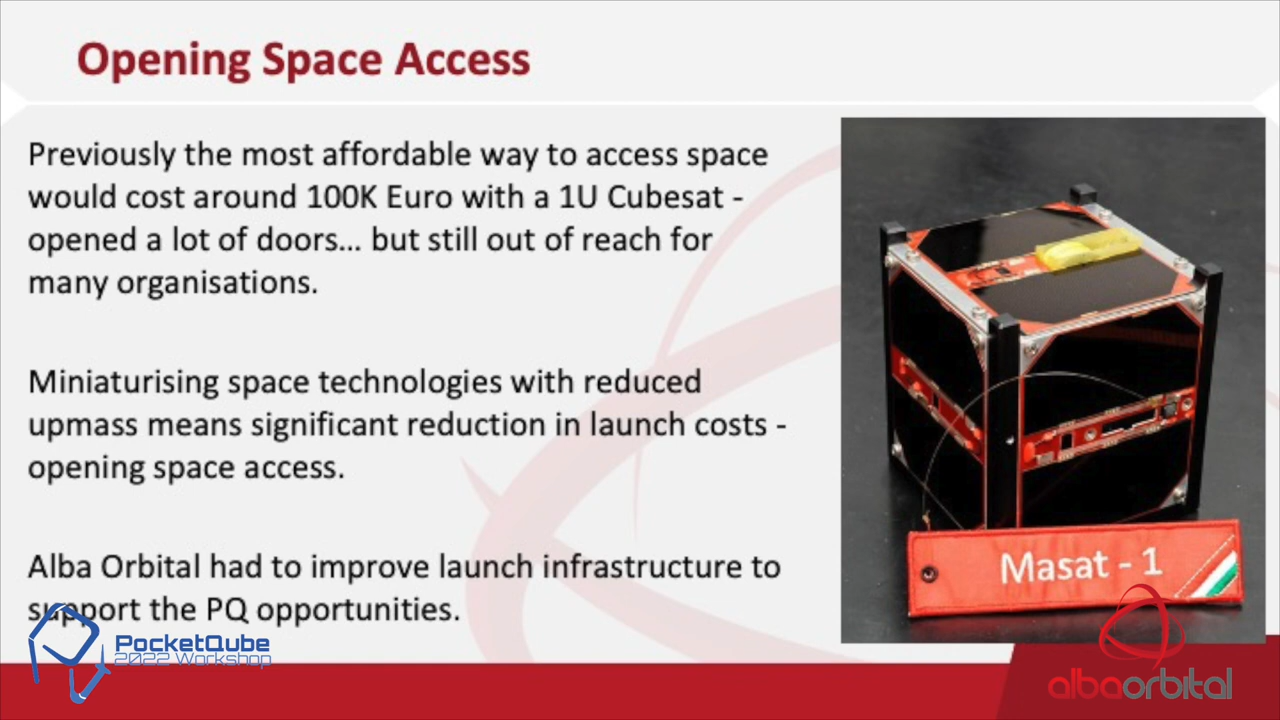 Opening Space Access
Previously the most affordable way to access space
would cost around 100K Euro with a 1U Cubesat -
opened a lot of doors... but still out of reach for
many organisations.
Miniaturising space technologies with reduced
upmass means significant reduction in launch costs -
opening space access.
Alba Orbital had to improve launch infrastructure to
support the PQ opportunities.
Masat - 1
PocketQube
2022 Workshop
albaorbital